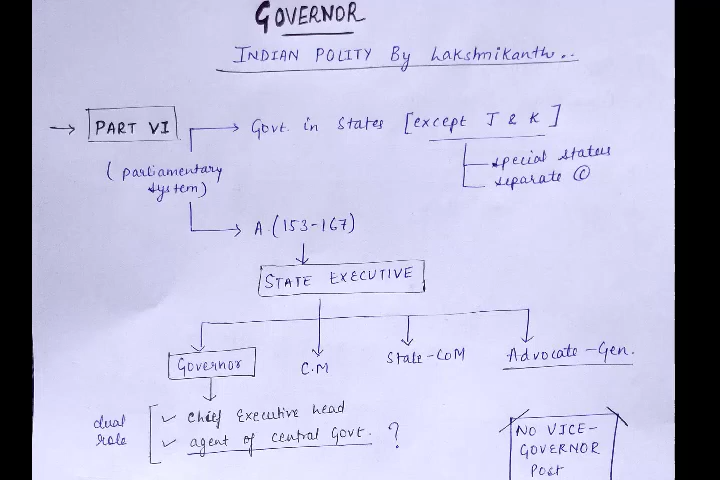 GOVERNOR
INDIAN POLITY By Lakshmikanth..
→ PART VI → Govt. in States [except J & K]
(parliamentary
system)
special status
separate ©
→ A. (153-167)
STATE EXECUTIVE
Governor
C.M
State-CoM
Advocate-Gen.
dual
role
✓ chief Executive head
✓ agent of central Govt. ?
NO VICE-
GOVERNOR
Post